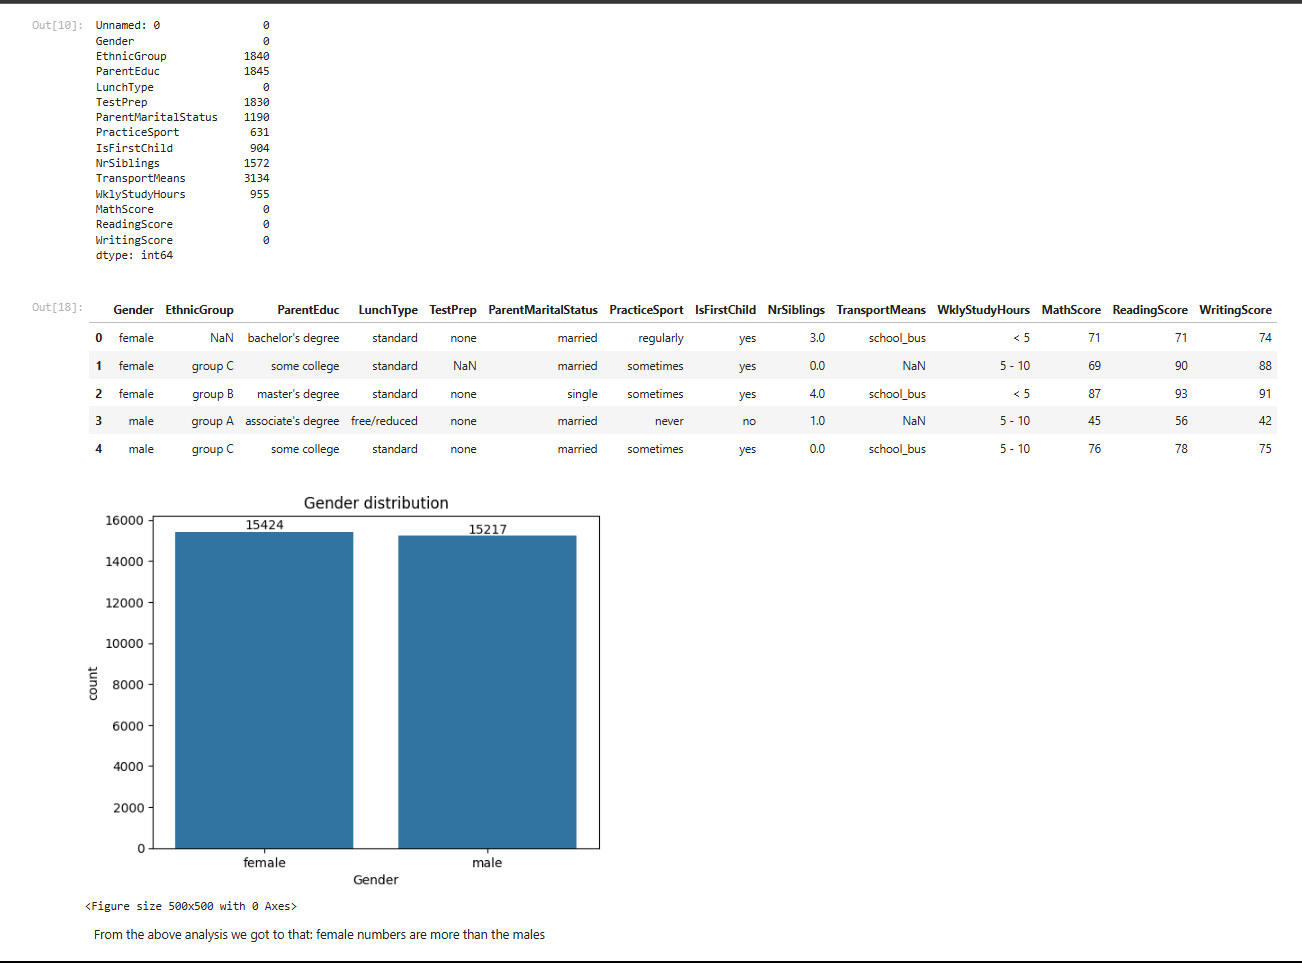 Out[10]: Unnamed: 0 0
Gender 0
EthnicGroup 1840
ParentEduc 1845
LunchType 0
TestPrep 1830
ParentMaritalStatus 1190
PracticeSport 631
IsFirstChild 904
NrSiblings 1572
TransportMeans 3134
WklyStudyHours 955
MathScore 0
ReadingScore 0
WritingScore 0
dtype: int64
Out[18]: Gender EthnicGroup ParentEduc LunchType TestPrep ParentMaritalStatus PracticeSport IsFirstChild NrSiblings TransportMeans WklyStudyHours MathScore ReadingScore WritingScore
0 female NaN bachelor's degree standard none married regularly yes 3.0 school_bus < 5 71 71 74
1 female group C some college standard NaN married sometimes yes 0.0 NaN 5 - 10 69 90 88
2 female group B master's degree standard none single sometimes yes 4.0 school_bus < 5 87 93 91
3 male group A associate's degree free/reduced none married never no 1.0 NaN 5 - 10 45 56 42
4 male group C some college standard none married sometimes yes 0.0 school_bus 5 - 10 76 78 75
Gender distribution
16000
15424
15217
14000
12000
10000
8000
6000
4000
2000
0
count
female male
Gender
<Figure size 500x500 with 0 Axes>
From the above analysis we got to that: female numbers are more than the males